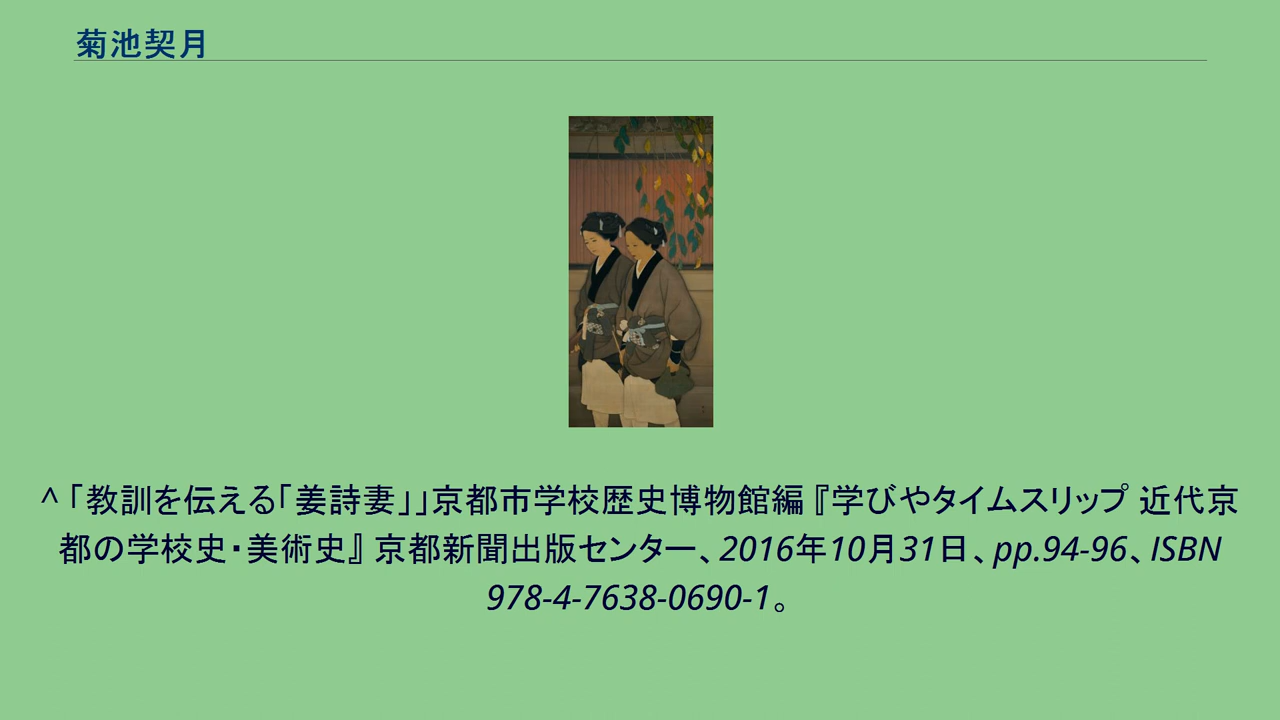 菊池契月
^ 「教訓を伝える「姜詩妻」」京都市学校歴史博物館編 『学びやタイムスリップ 近代京
都の学校史・美術史』 京都新聞出版センター、2016年10月31日、pp.94-96、ISBN
978-4-7638-0690-1。